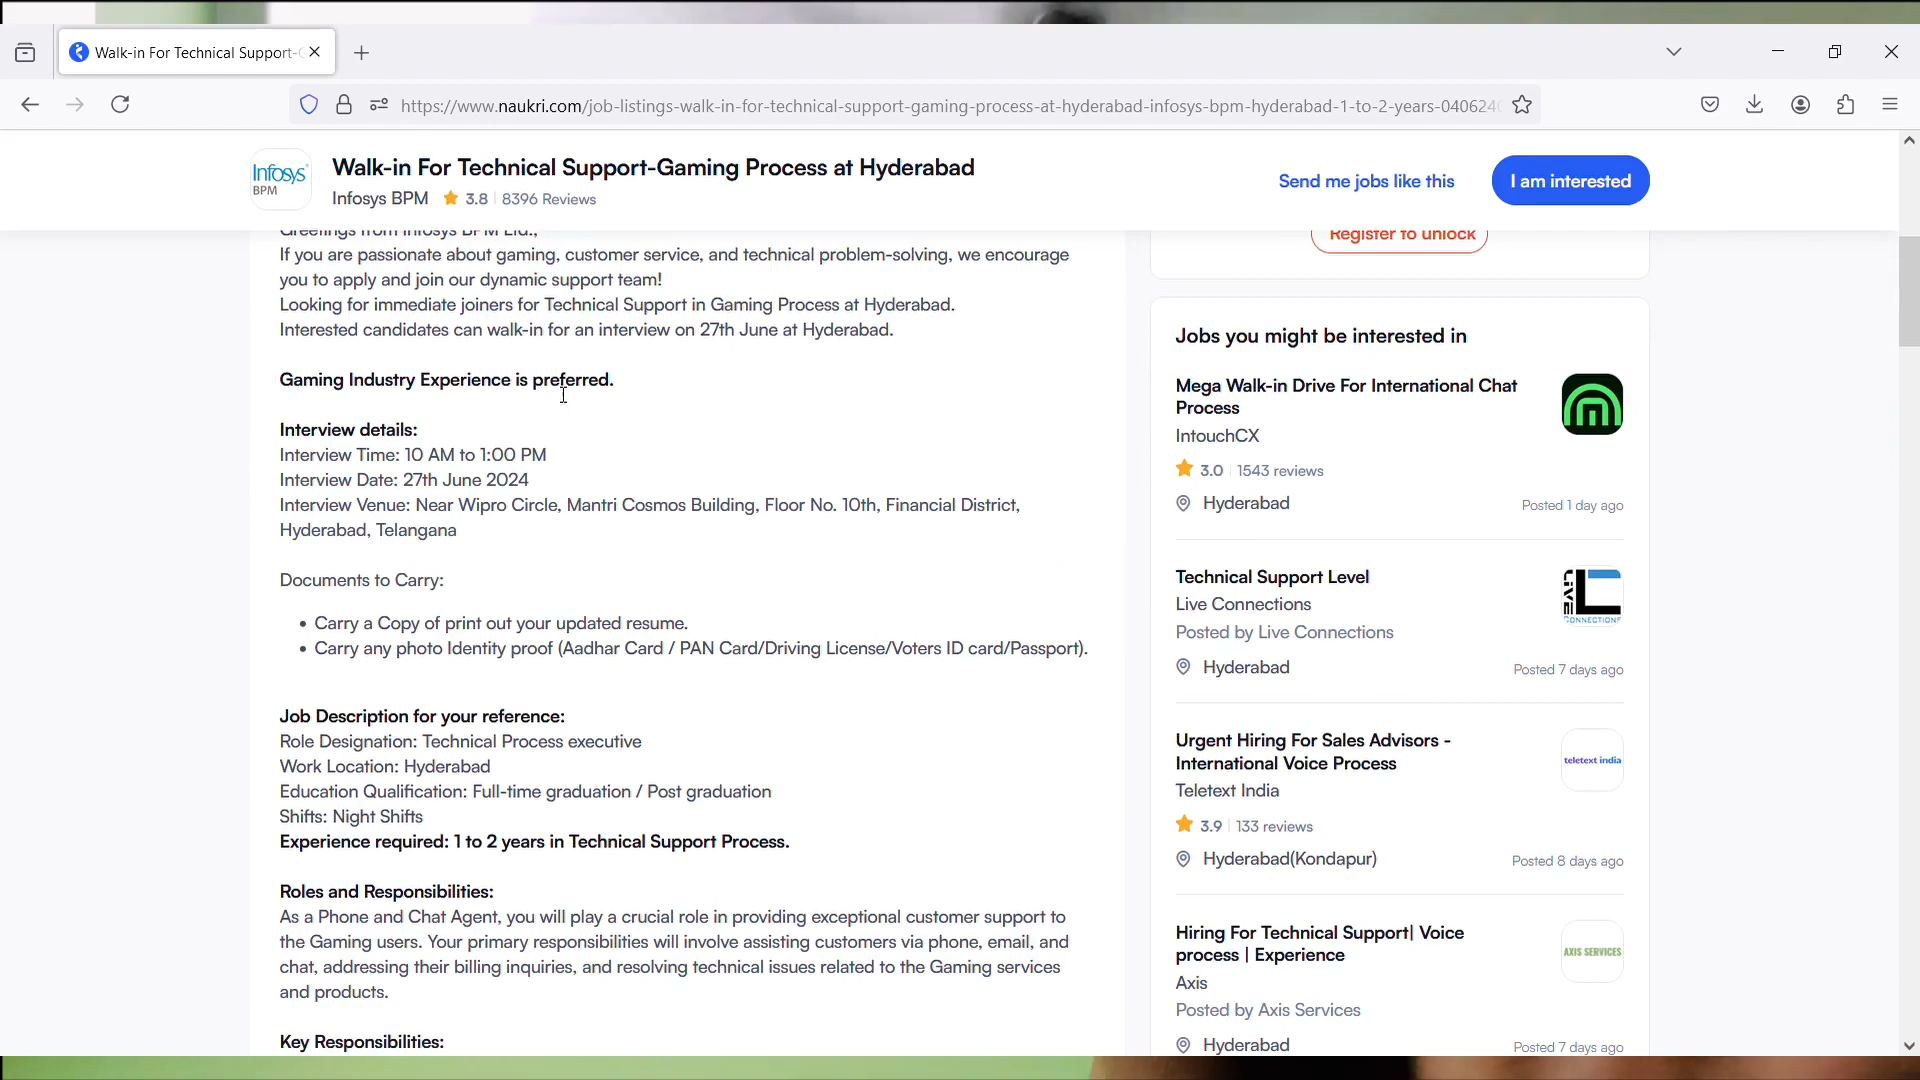 Walk-in For Technical Support-
https://www.naukri.com/job-listings-walk-in-for-technical-support-gaming-process-at-hyderabad-infosys-bpm-hyderabad-1-to-2-years-040624
Infosys
BPM
Walk-in For Technical Support-Gaming Process at Hyderabad
Infosys BPM 3.8 8396 Reviews
Send me jobs like this
I am interested
Greetings from Infosys BPM Ltd.,
If you are passionate about gaming, customer service, and technical problem-solving, we encourage
you to apply and join our dynamic support team!
Looking for immediate joiners for Technical Support in Gaming Process at Hyderabad.
Interested candidates can walk-in for an interview on 27th June at Hyderabad.
Gaming Industry Experience is preferred.
Interview details:
Interview Time: 10 AM to 1:00 PM
Interview Date: 27th June 2024
Interview Venue: Near Wipro Circle, Mantri Cosmos Building, Floor No. 10th, Financial District,
Hyderabad, Telangana
Documents to Carry:
• Carry a Copy of print out your updated resume.
• Carry any photo Identity proof (Aadhar Card / PAN Card/Driving License/Voters ID card/Passport).
Job Description for your reference:
Role Designation: Technical Process executive
Work Location: Hyderabad
Education Qualification: Full-time graduation / Post graduation
Shifts: Night Shifts
Experience required: 1 to 2 years in Technical Support Process.
Roles and Responsibilities:
As a Phone and Chat Agent, you will play a crucial role in providing exceptional customer support to
the Gaming users. Your primary responsibilities will involve assisting customers via phone, email, and
chat, addressing their billing inquiries, and resolving technical issues related to the Gaming services
and products.
Key Responsibilities:
Register to unlock
Jobs you might be interested in
Mega Walk-in Drive For International Chat
Process
IntouchCX
3.0 1543 reviews
Hyderabad
Posted 1 day ago
Technical Support Level
Live Connections
Posted by Live Connections
LIVE
CONNECTIONS
Hyderabad
Posted 7 days ago
Urgent Hiring For Sales Advisors -
International Voice Process
teletext india
Teletext India
3.9 133 reviews
Hyderabad(Kondapur)
Posted 8 days ago
Hiring For Technical Support| Voice
process | Experience
AXIS SERVICES
Axis
Posted by Axis Services
Hyderabad
Posted 7 days ago